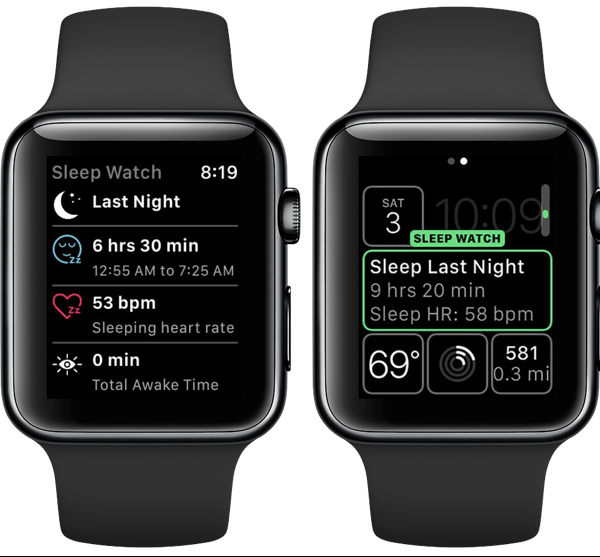 Sleep Watch 8:19
Last Night
6 hrs 30 min
12:55 AM to 7:25 AM
zz
53 bpm
Sleeping heart rate
zz
0 min
Total Awake Time
SAT
3
10:09
SLEEP WATCH
Sleep Last Night
9 hrs 20 min
Sleep HR: 58 bpm
69°
581
0.3 mi